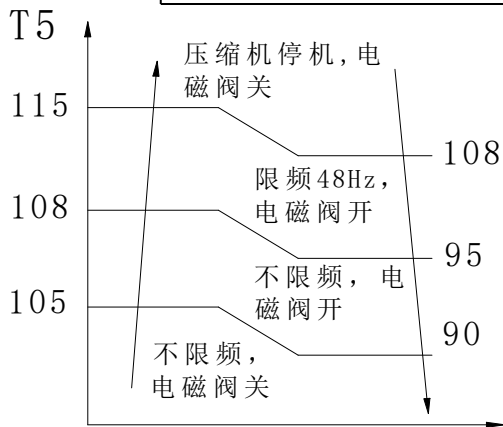 T5
压缩机停机,电
磁阀关
115
108
限频48Hz,
电磁阀开
108
95
不限频,电
磁阀开
105
90
不限频,
电磁阀关